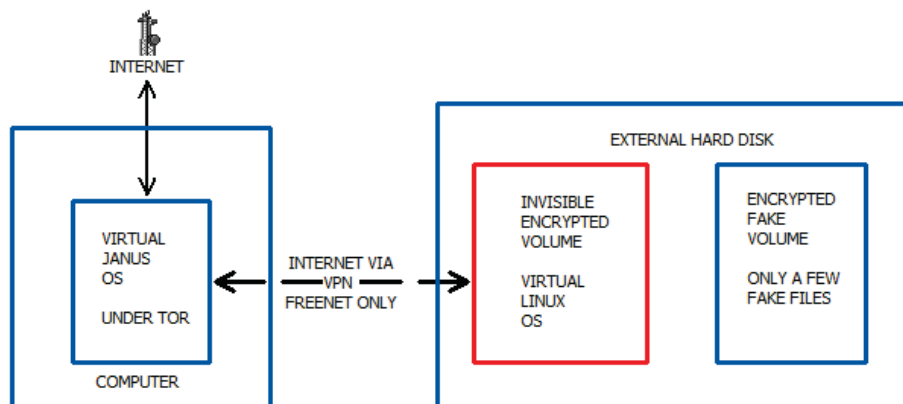 INTERNET
EXTERNAL HARD DISK
VIRTUAL
JANUS
OS
UNDER TOR
COMPUTER
INTERNET VIA
VPN
FREENET ONLY
INVISIBLE
ENCRYPTED
VOLUME
VIRTUAL
LINUX
OS
ENCRYPTED
FAKE
VOLUME
ONLY A FEW
FAKE FILES